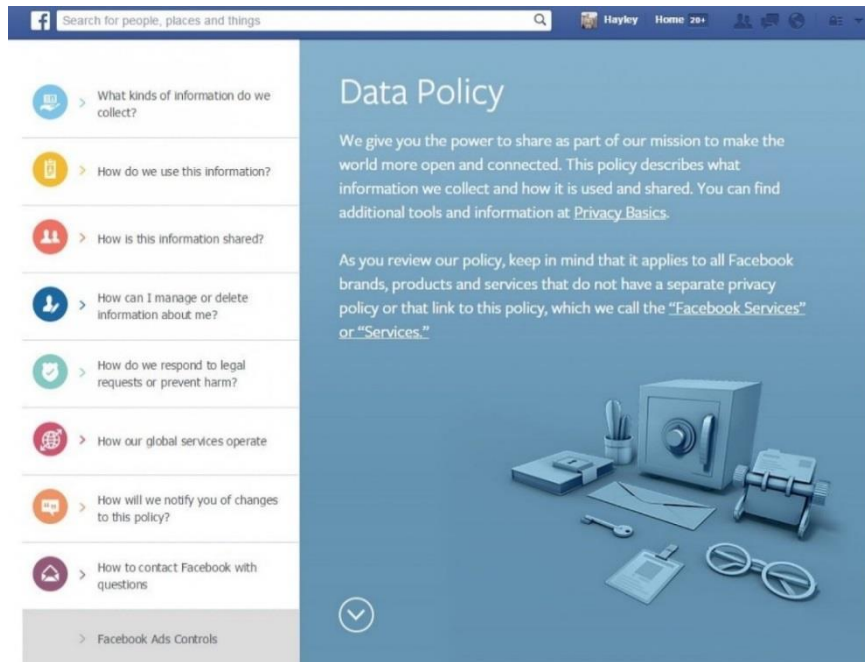 f
Search for people, places and things
Hayley
Home 20+
What kinds of information do we
collect?
How do we use this information?
How is this information shared?
How can I manage or delete
information about me?
How do we respond to legal
requests or prevent harm?
How our global services operate
How will we notify you of changes
to this policy?
How to contact Facebook with
questions
Facebook Ads Controls
Data Policy
We give you the power to share as part of our mission to make the
world more open and connected. This policy describes what
information we collect and how it is used and shared. You can find
additional tools and information at Privacy Basics.
As you review our policy, keep in mind that it applies to all Facebook
brands, products and services that do not have a separate privacy
policy or that link to this policy, which we call the “Facebook Services”
or “Services.”